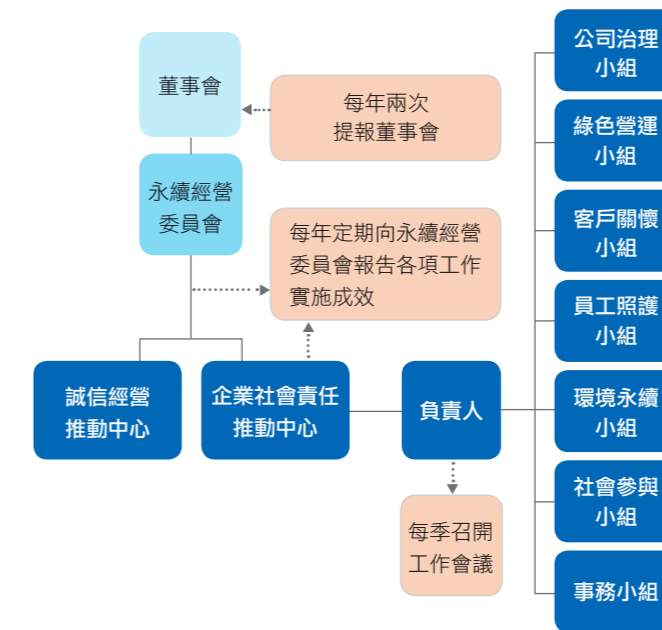 董事會
每年兩次
提報董事會
永續經營
委員會
每年定期向永續經營
委員會報告各項工作
實施成效
誠信經營
推動中心
企業社會責任
推動中心
負責人
每季召開
工作會議
公司治理
小組
綠色營運
小組
客戶關懷
小組
員工照護
小組
環境永續
小組
社會參與
小組
事務小組